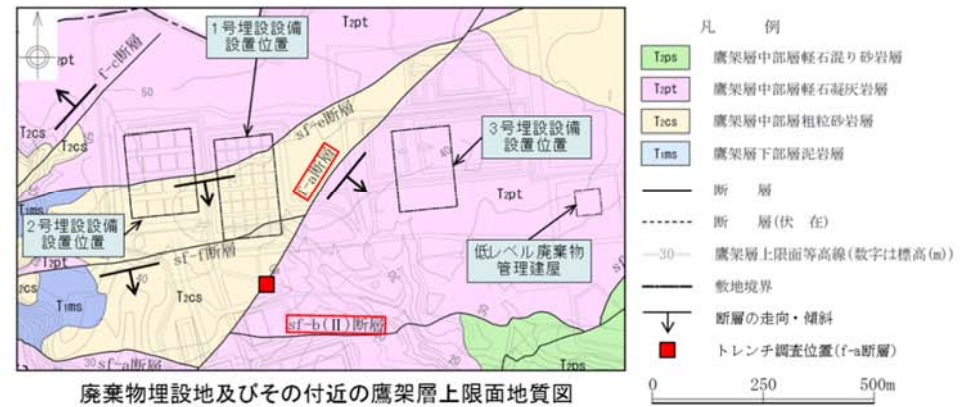 1号埋設設備
設置位置
T₂pt
f-c断層
pt
50
sf-e断層
T₂cs
T₂cs
f-a断層
3号埋設設備
設置位置
40
T₂pt
T₁ms
2号埋設設備
設置位置
sf-f断層
低レベル廃棄物
管理建屋
T₂pt
40
T₂cs
T₁ms
T₂cs
sf-b(Ⅱ)断層
20
30
sf-a断層
20
T₂ps
廃棄物埋設地及びその付近の鷹架層上限面地質図
凡 例
T₂ps 鷹架層中部層軽石混り砂岩層
T₂pt 鷹架層中部層軽石凝灰岩層
T₂cs 鷹架層中部層粗粒砂岩層
T₁ms 鷹架層下部層泥岩層
断 層
断 層(伏 在)
30 鷹架層上限面等高線(数字は標高(m))
敷地境界
断層の走向・傾斜
トレンチ調査位置(f-a断層)
0 250 500m